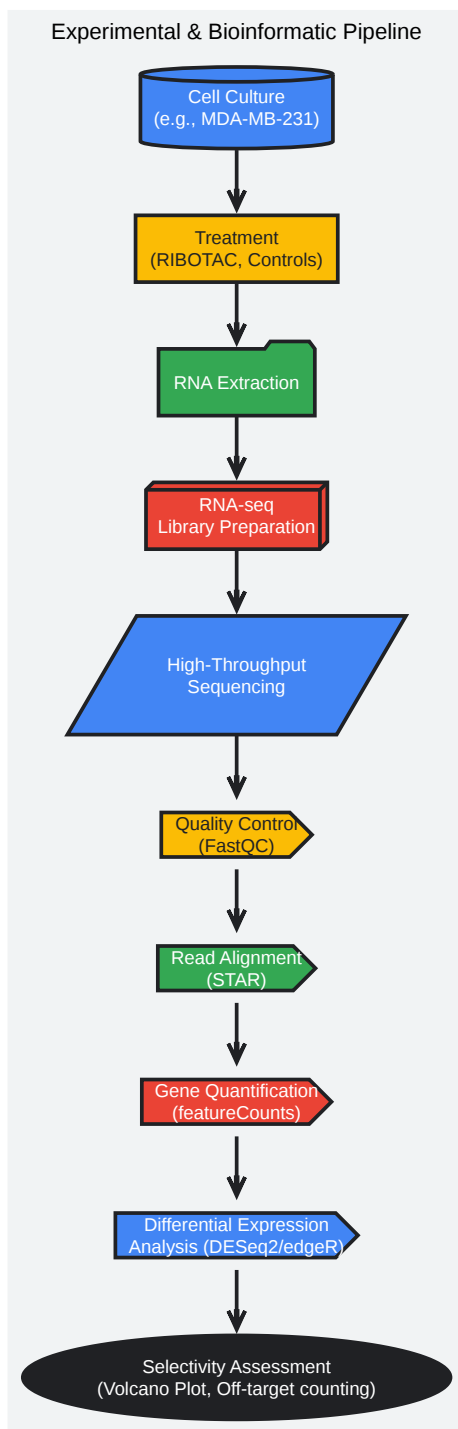 Experimental & Bioinformatic Pipeline
Cell Culture
(e.g., MDA-MB-231)
Treatment
(RIBOTAC, Controls)
RNA Extraction
RNA-seq
Library Preparation
High-Throughput
Sequencing
Quality Control
(FastQC)
Read Alignment
(STAR)
Gene Quantification
(featureCounts)
Differential Expression
Analysis (DESeq2/edgeR)
Selectivity Assessment
(Volcano Plot, Off-target counting)